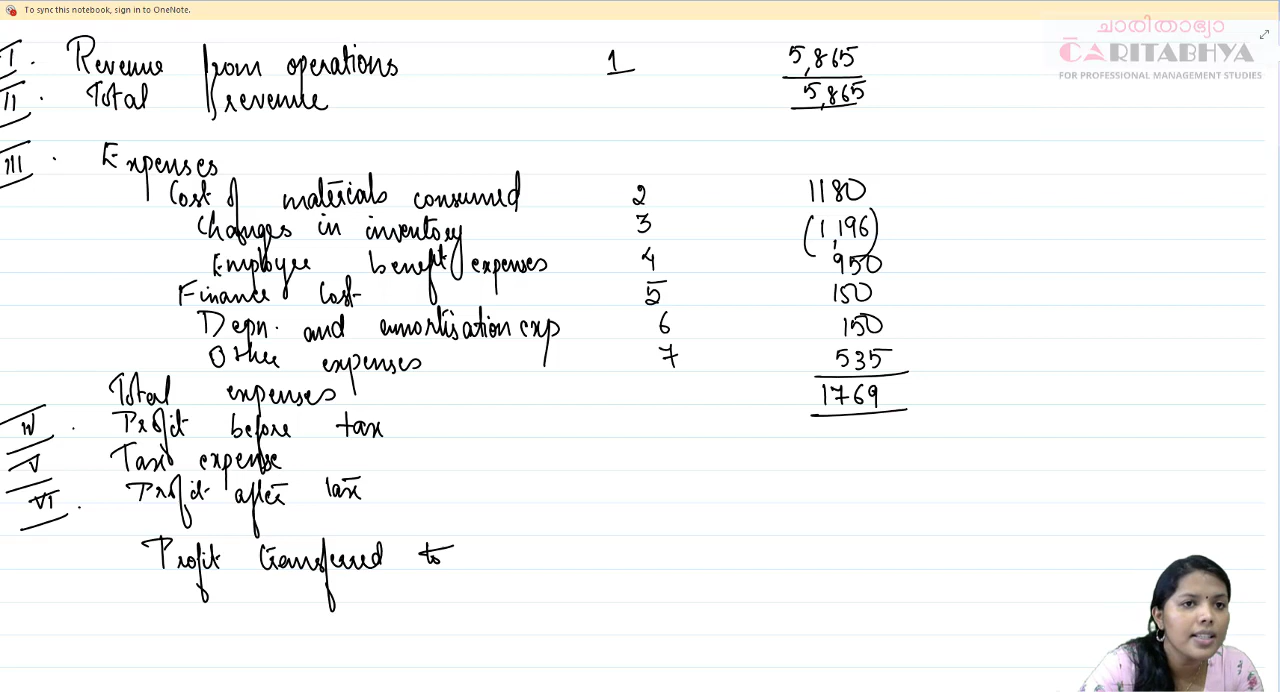 To sync this notebook, sign in to OneNote.
ചാരിതാഭ്യാ
CARITABHYA
FOR PROFESSIONAL MANAGEMENT STUDIES
I. Revenue from operations 1 5,865
II. Total revenue 5,865
III. Expenses
Cost of materials consumed 2 1180
Changes in inventory 3 (1,196)
Employee benefit expenses 4 950
Finance Cost 5 150
Depn. and amortisation exp 6 150
Other expenses 7 535
Total expenses 1769
IV. Profit before tax
V Tax expense
VI. Profit after tax
Profit transferred to